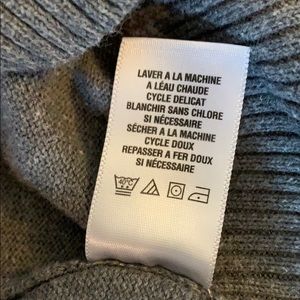 LAVER A LA MACHINE
A LÉAU CHAUDE
CYCLE DELICAT
BLANCHIR SANS CHLORE
SI NÉCESSAIRE
SÉCHER A LA MACHINE
CYCLE DOUX
REPASSER A FER DOUX
SI NÉCESSAIRE